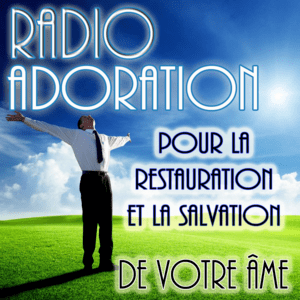 RADIO
ADORATION
POUR LA
RESTAURATION
ET LA SALVATION
DE VOTRE ÂME